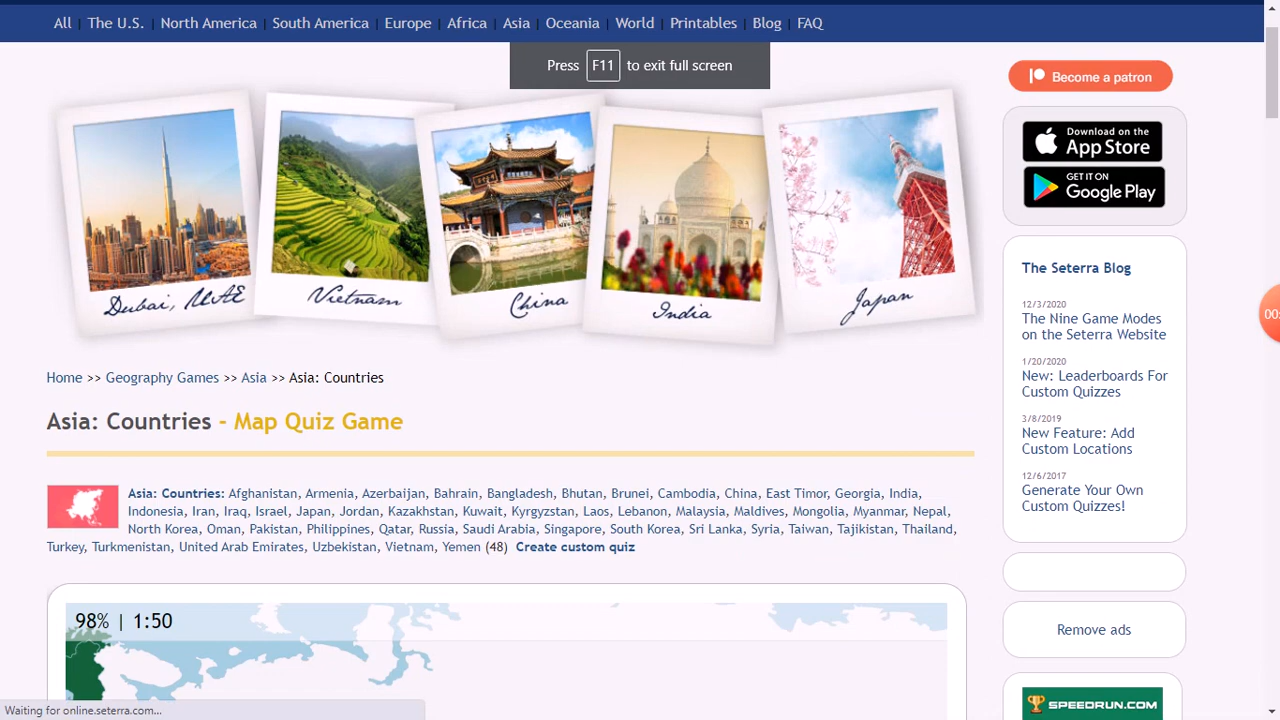 All | The U.S. | North America | South America | Europe | Africa | Asia | Oceania | World | Printables | Blog | FAQ
Press F11 to exit full screen
Become a patron
Download on the
App Store
GET IT ON
Google Play
Dubai, UAE
Vietnam
China
India
Japan
The Seterra Blog
12/3/2020
The Nine Game Modes
on the Seterra Website
1/20/2020
New: Leaderboards For
Custom Quizzes
3/8/2019
New Feature: Add
Custom Locations
12/6/2017
Generate Your Own
Custom Quizzes!
Remove ads
SPEEDRUN.COM
00:
Home >> Geography Games >> Asia >> Asia: Countries
Asia: Countries - Map Quiz Game
Asia: Countries: Afghanistan, Armenia, Azerbaijan, Bahrain, Bangladesh, Bhutan, Brunei, Cambodia, China, East Timor, Georgia, India,
Indonesia, Iran, Iraq, Israel, Japan, Jordan, Kazakhstan, Kuwait, Kyrgyzstan, Laos, Lebanon, Malaysia, Maldives, Mongolia, Myanmar, Nepal,
North Korea, Oman, Pakistan, Philippines, Qatar, Russia, Saudi Arabia, Singapore, South Korea, Sri Lanka, Syria, Taiwan, Tajikistan, Thailand,
Turkey, Turkmenistan, United Arab Emirates, Uzbekistan, Vietnam, Yemen (48) Create custom quiz
98% | 1:50
Waiting for online.seterra.com...